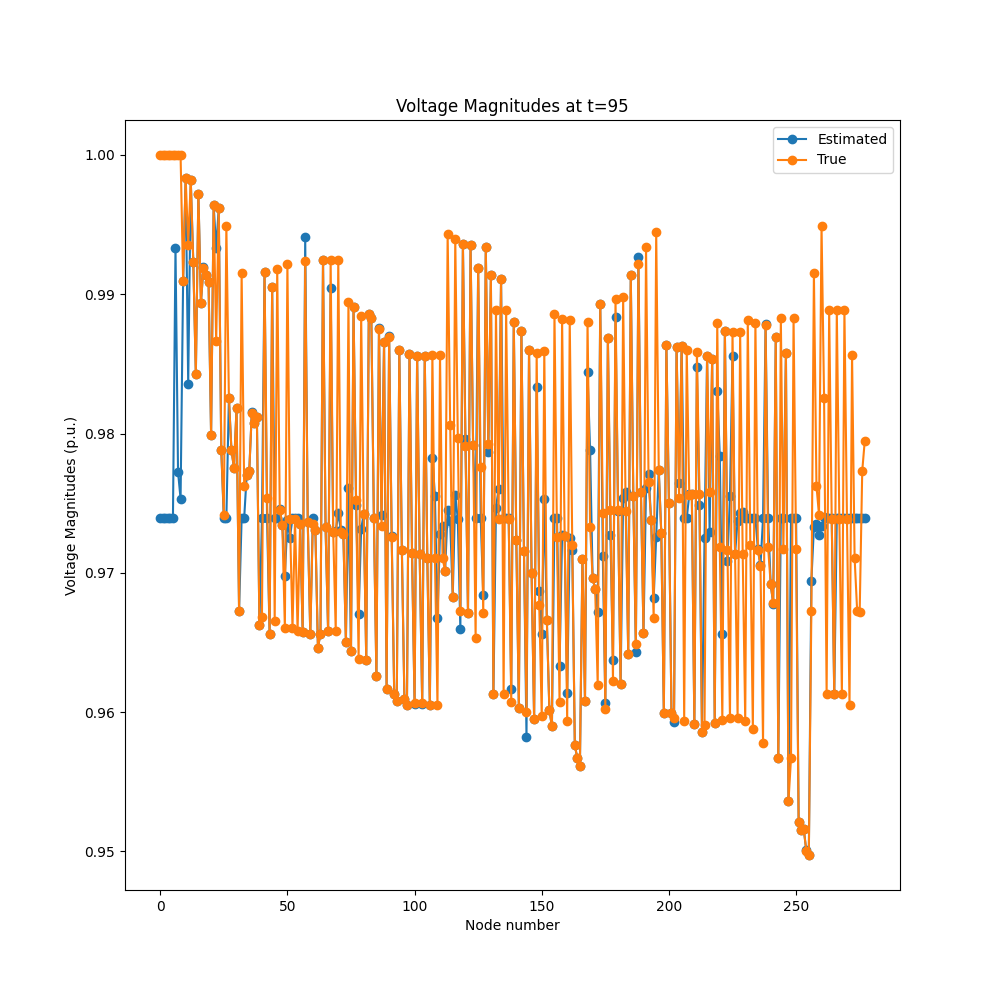 Voltage Magnitudes at t=95
Estimated
True
Voltage Magnitudes (p.u.)
1.00
0.99
0.98
0.97
0.96
0.95
0 50 100 150 200 250
Node number